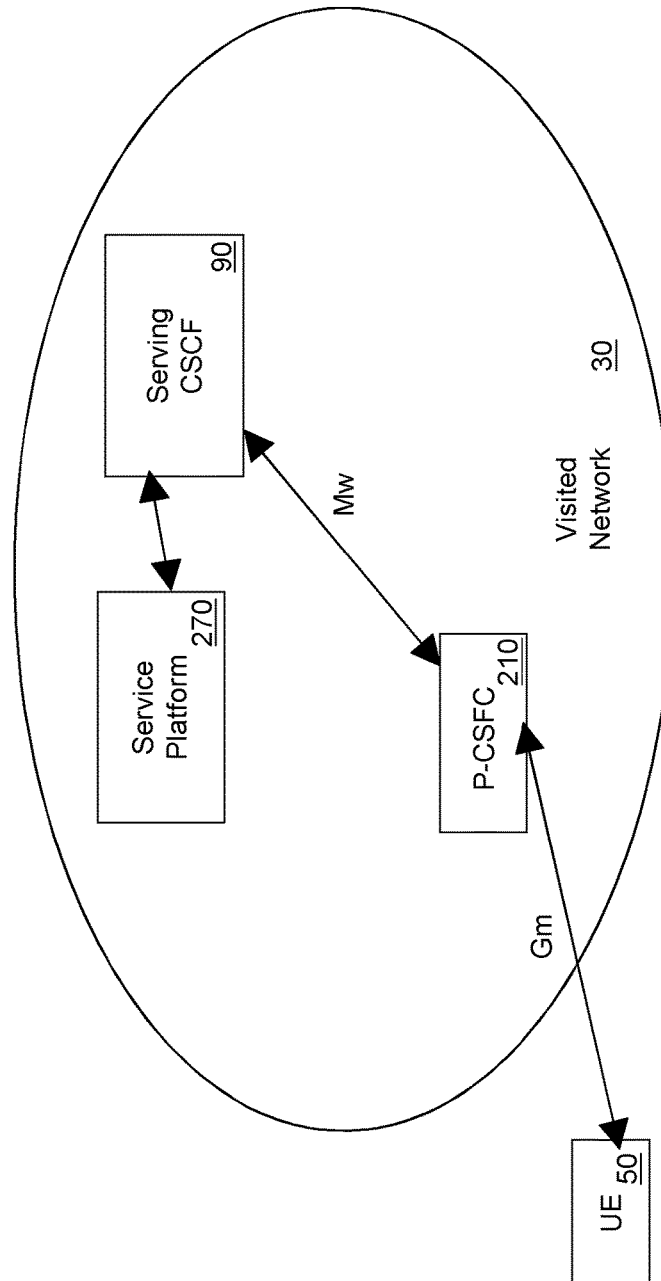 Service
Platform
270
Serving
CSCF
90
Mw
P-CSFC
210
Visited
Network
30
Gm
UE
50